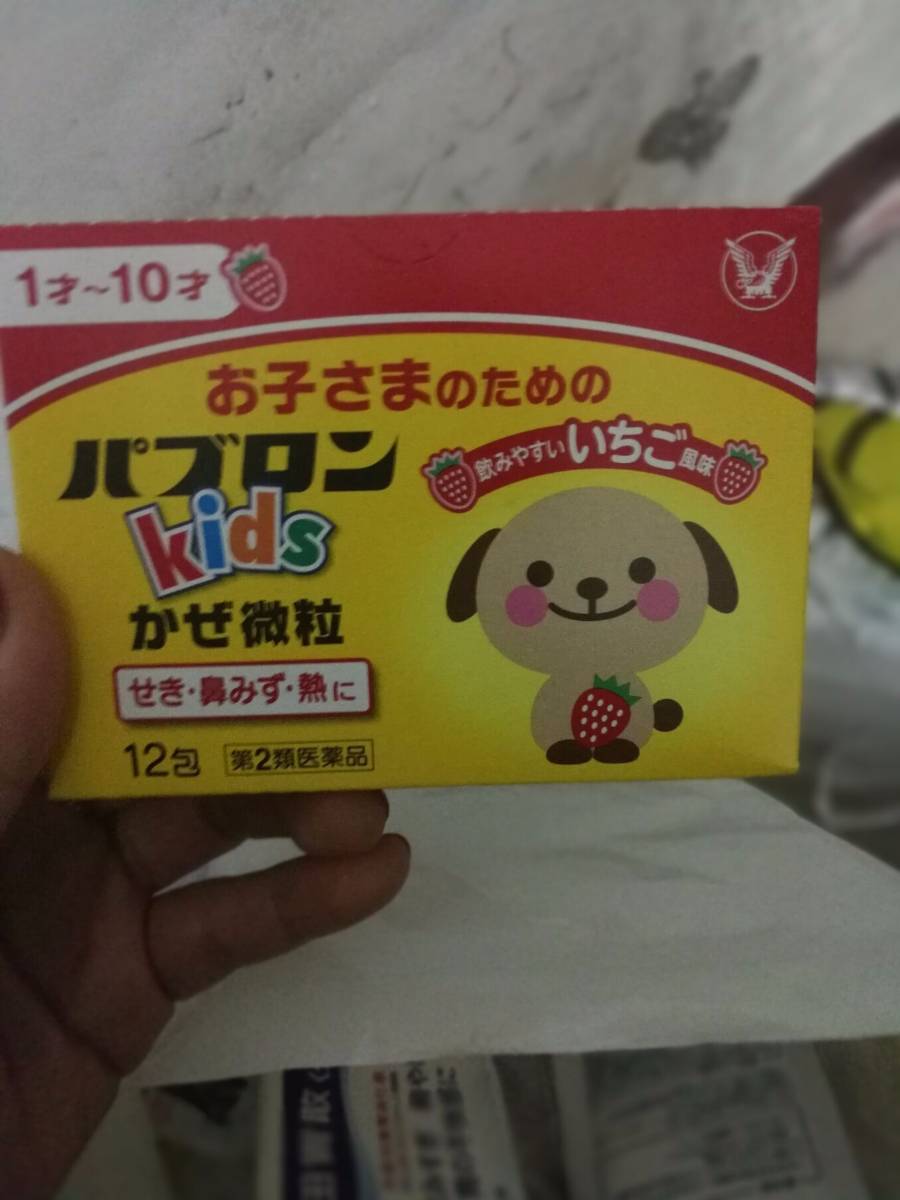 1才~10才
お子さまのための
パブロン
kids
飲みやすいいちご風味
かぜ微粒
せき・鼻みず・熱に
12包 第2類医薬品